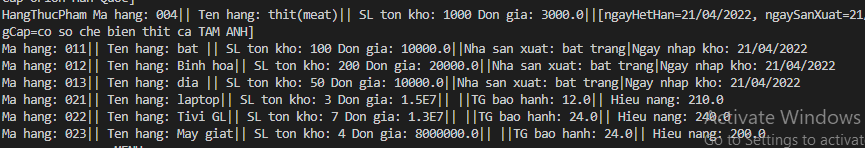 HangThucPham Ma hang: 004|| Ten hang: thit(meat)|| SL ton kho: 1000 Don gia: 3000.0||[ngayHetHan=21/04/2022, ngaySanXuat=21/
gCap=co so che bien thit ca TAM ANH]
Ma hang: 011|| Ten hang: bat || SL ton kho: 100 Don gia: 10000.0||Nha san xuat: bat trang|Ngay nhap kho: 21/04/2022
Ma hang: 012|| Ten hang: Binh hoa|| SL ton kho: 200 Don gia: 20000.0||Nha san xuat: bat trang|Ngay nhap kho: 21/04/2022
Ma hang: 013|| Ten hang: dia || SL ton kho: 50 Don gia: 10000.0||Nha san xuat: bat trang|Ngay nhap kho: 21/04/2022
Ma hang: 021|| Ten hang: laptop|| SL ton kho: 3 Don gia: 1.5E7|| ||TG bao hanh: 12.0|| Hieu nang: 210.0
Ma hang: 022|| Ten hang: Tivi GL|| SL ton kho: 7 Don gia: 1.3E7|| ||TG bao hanh: 24.0|| Hieu nang: 240.0
Ma hang: 023|| Ten hang: May giat|| SL ton kho: 4 Don gia: 8000000.0|| ||TG bao hanh: 24.0|| Hieu nang: 200.0
Activate Windows
Go to Settings to activat